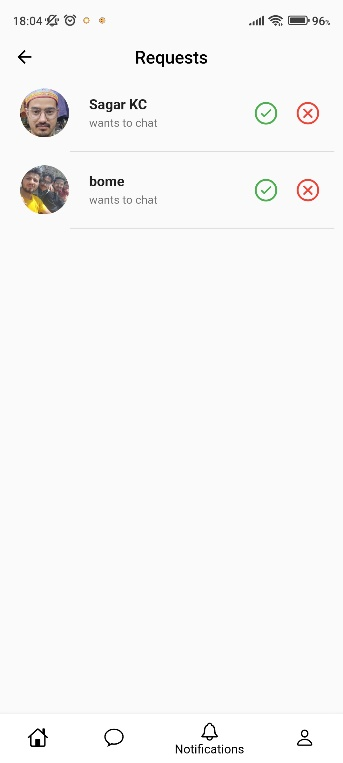 18:04
96%
Requests
Sagar KC
wants to chat
bome
wants to chat
Notifications